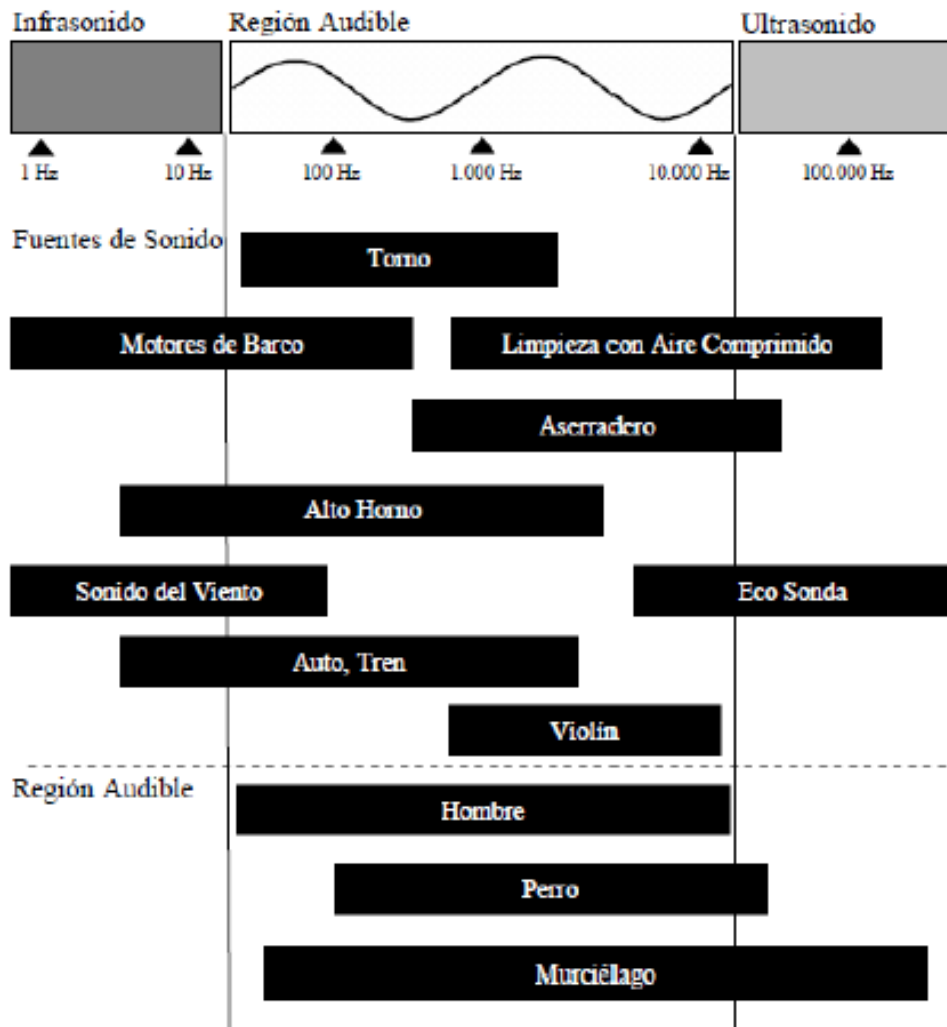 Infrasonido Región Audible Ultrasonido
1 Hz 10 Hz 100 Hz 1.000 Hz 10.000 Hz 100.000 Hz
Fuentes de Sonido
Torno
Motores de Barco Limpieza con Aire Comprimido
Aserradero
Alto Horno
Sonido del Viento Eco Sonda
Auto, Tren
Violín
Región Audible
Hombre
Perro
Murciélago